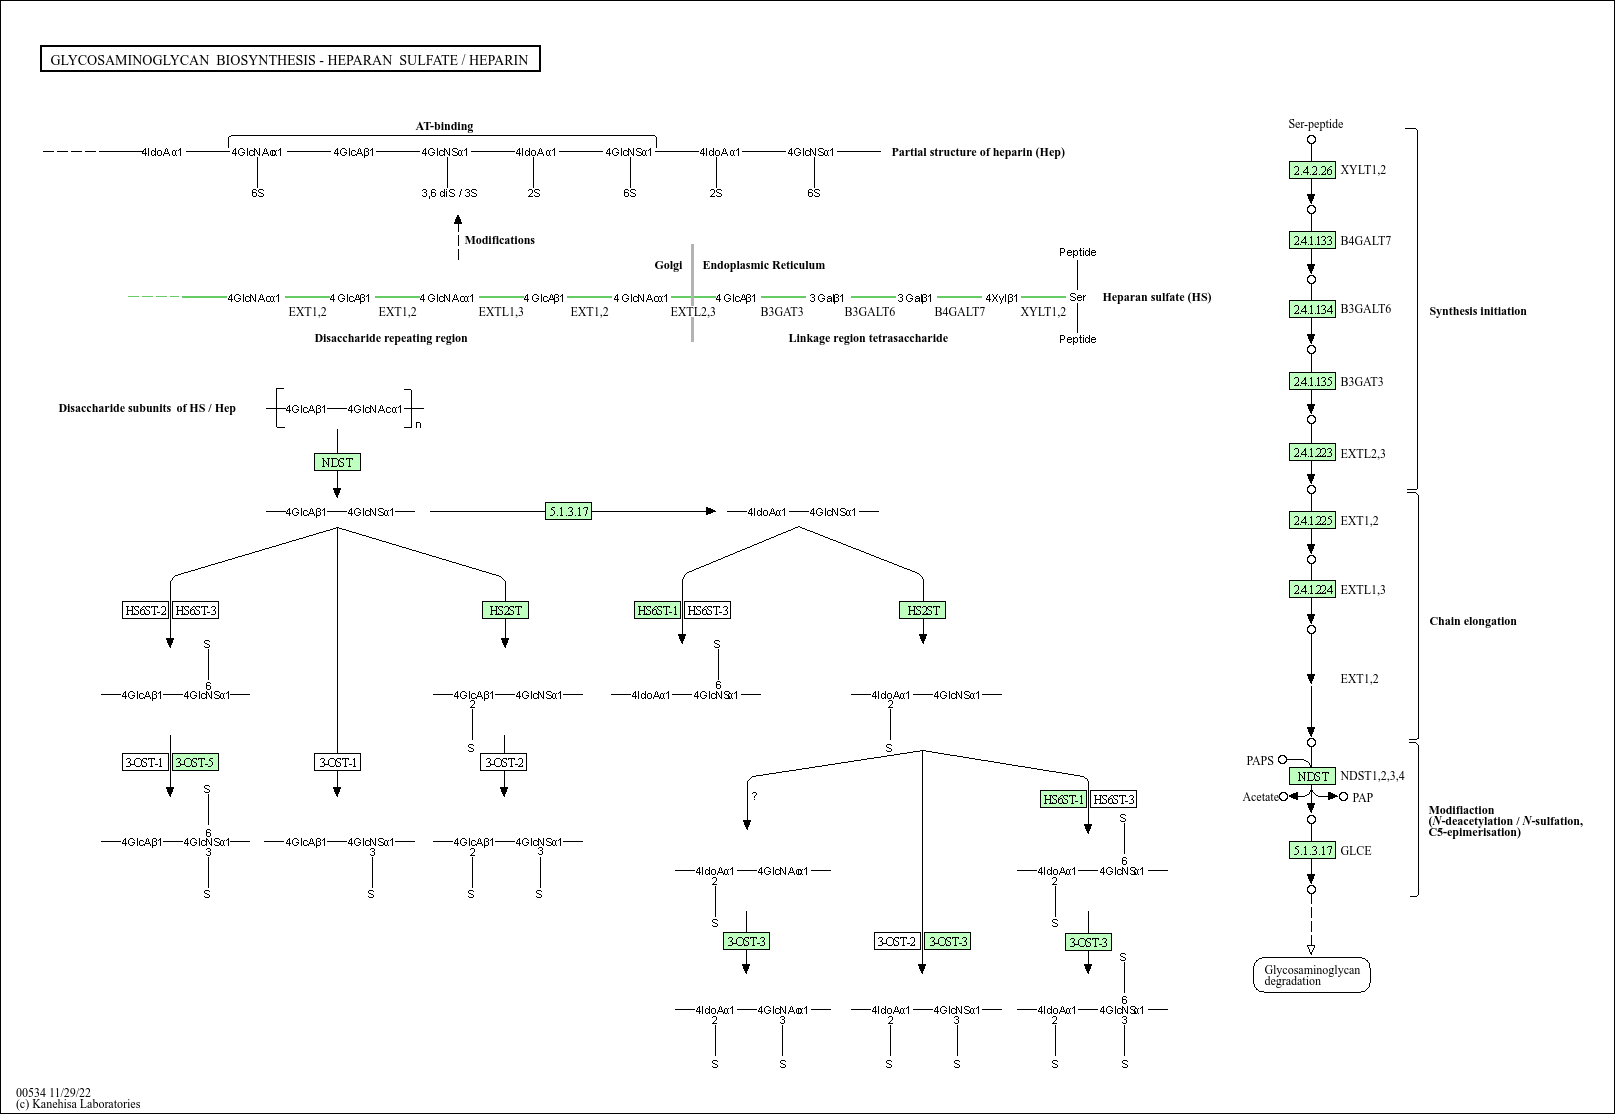 GLYCOSAMINOGLYCAN BIOSYNTHESIS - HEPARAN SULFATE / HEPARIN
AT-binding
4IdoAα1 4GlcNAα1 4GlcAβ1 4GlcNSα1 4IdoAα1 4GlcNSα1 4IdoAα1 4GlcNSα1 Partial structure of heparin (Hep)
6S 3,6 diS / 3S 2S 6S 2S 6S
Modifications
Golgi Endoplasmic Reticulum Peptide
4GlcNAcα1 4GlcAβ1 4GlcNAcα1 4GlcAβ1 4GlcNAcα1 4GlcAβ1 3Galβ1 3Galβ1 4Xylβ1 Ser Heparan sulfate (HS)
EXT1,2 EXT1,2 EXTL1,3 EXT1,2 EXTL2,3 B3GAT3 B3GALT6 B4GALT7 XYLT1,2
Disaccharide repeating region Linkage region tetrasaccharide Peptide
Disaccharide subunits of HS / Hep 4GlcAβ1 4GlcNAcα1 n
NDST
4GlcAβ1 4GlcNSα1 5.1.3.17 4IdoAα1 4GlcNSα1
HS6ST-2 HS6ST-3 HS2ST HS6ST-1 HS6ST-3 HS2ST
S S
6 6
4GlcAβ1 4GlcNSα1 4GlcAβ1 4GlcNSα1 4IdoAα1 4GlcNSα1 4IdoAα1 4GlcNSα1
2 2
S S
3-OST-1 3-OST-5 3-OST-1 3-OST-2
S
6
4GlcAβ1 4GlcNSα1 4GlcAβ1 4GlcNSα1 4GlcAβ1 4GlcNSα1
3 3 2 3
S S S S
? HS6ST-1 HS6ST-3
S
6
4IdoAα1 4GlcNAα1 4IdoAα1 4GlcNSα1
2 2
S S
3-OST-3 3-OST-2 3-OST-3 3-OST-3
S
6
4IdoAα1 4GlcNAα1 4IdoAα1 4GlcNSα1 4IdoAα1 4GlcNSα1
2 3 2 3 2 3
S S S S S S
Ser-peptide
2.4.2.26 XYLT1,2
2.4.1.133 B4GALT7
2.4.1.134 B3GALT6
Synthesis initiation
2.4.1.135 B3GAT3
2.4.1.223 EXTL2,3
2.4.1.225 EXT1,2
2.4.1.224 EXTL1,3
Chain elongation
EXT1,2
PAPS
NDST NDST1,2,3,4
Acetate PAP
Modifiaction
(N-deacetylation / N-sulfation,
C5-epimerisation)
5.1.3.17 GLCE
Glycosaminoglycan
degradation
00534 11/29/22
(c) Kanehisa Laboratories